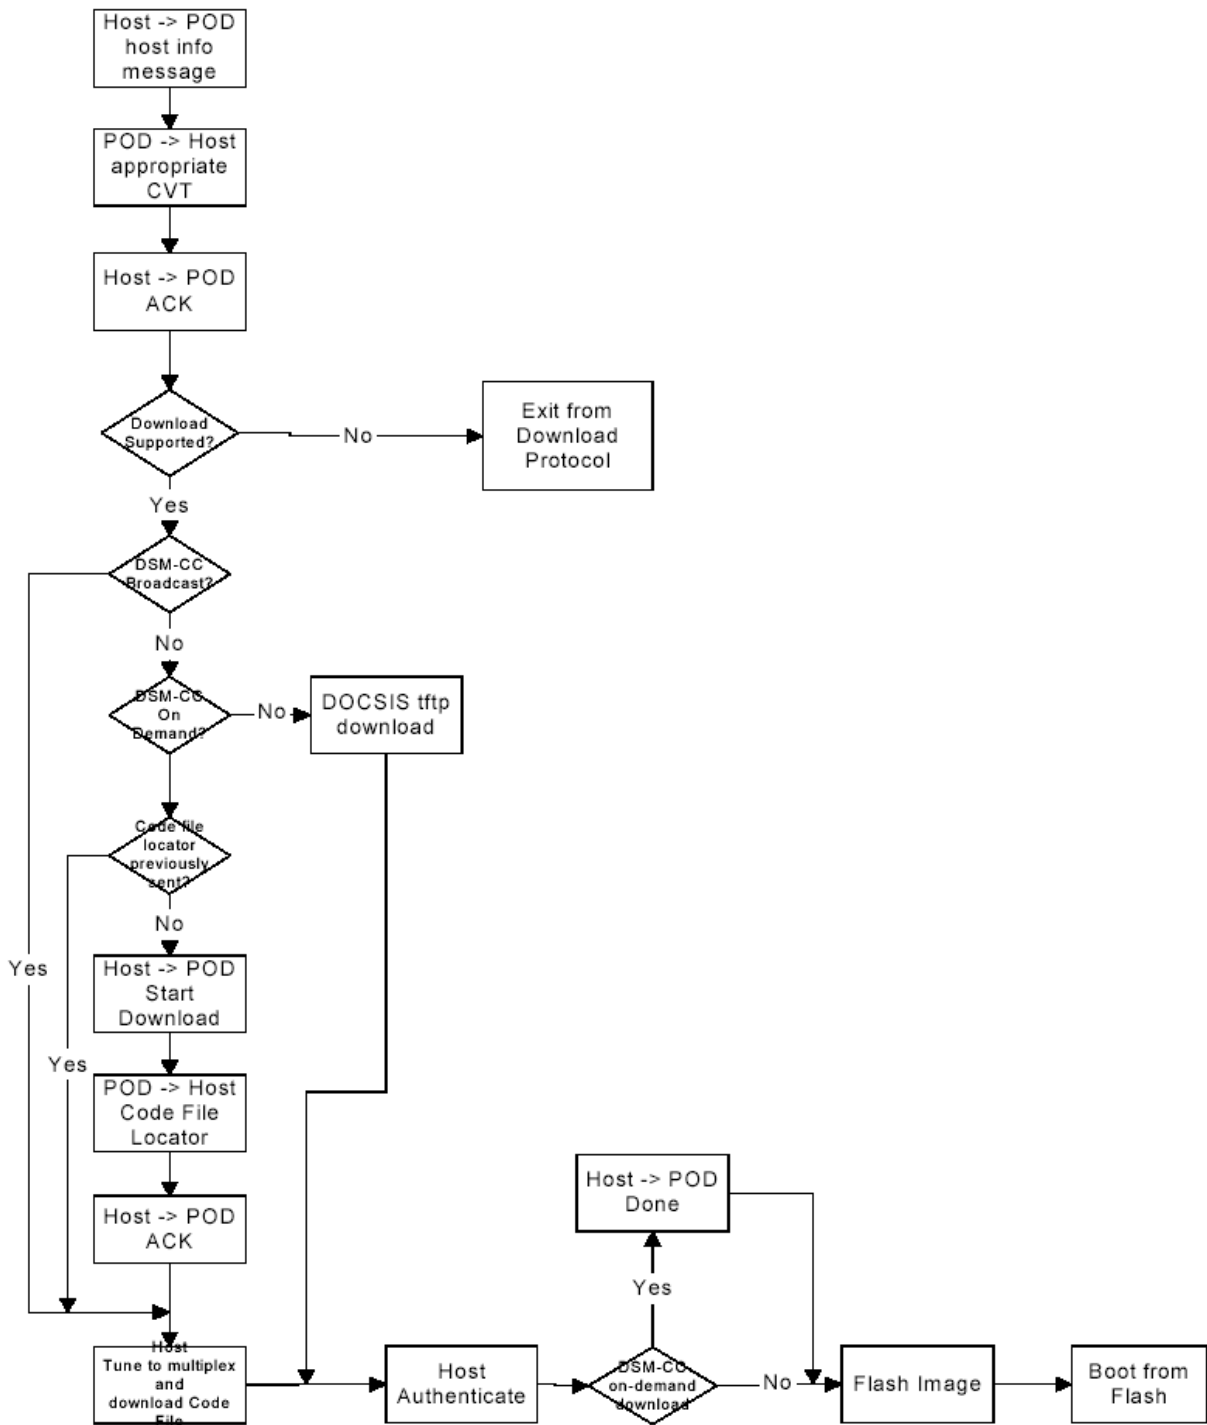 Host -> POD
host info
message
POD -> Host
appropriate
CVT
Host -> POD
ACK
Download
Supported?
No
Exit from
Download
Protocol
Yes
DSM-CC
Broadcast?
No
DSM-CC
On
Demand?
No
DOCSIS tftp
download
Code file
locator
previously
sent?
No
Yes
Host -> POD
Start
Download
Yes
POD -> Host
Code File
Locator
Host -> POD
ACK
Host
Tune to multiplex
and
download Code
File
Host
Authenticate
Host -> POD
Done
Yes
DSM-CC
on-demand
download
No
Flash Image
Boot from
Flash